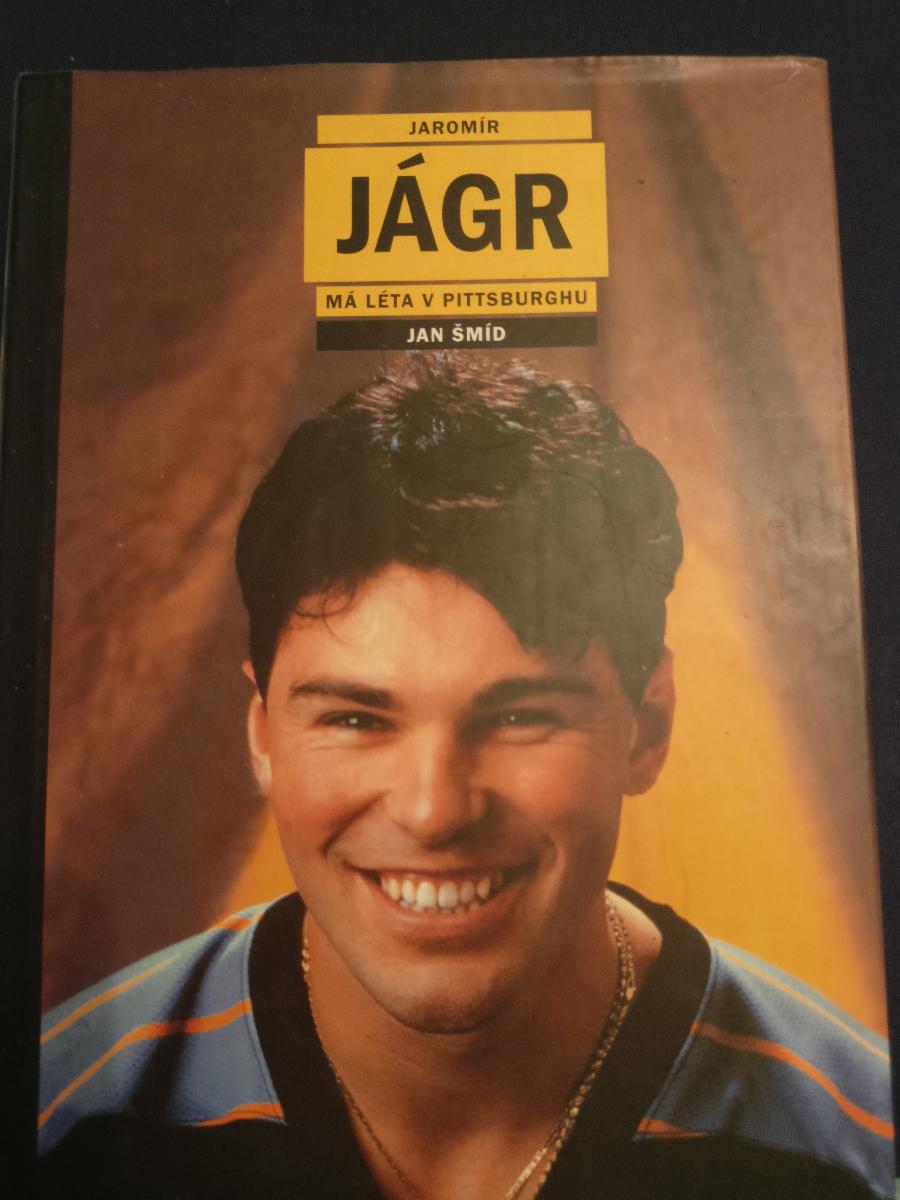 JAROMÍR
JÁGR
MÁ LÉTA V PITTSBURGHU
JAN ŠMÍD